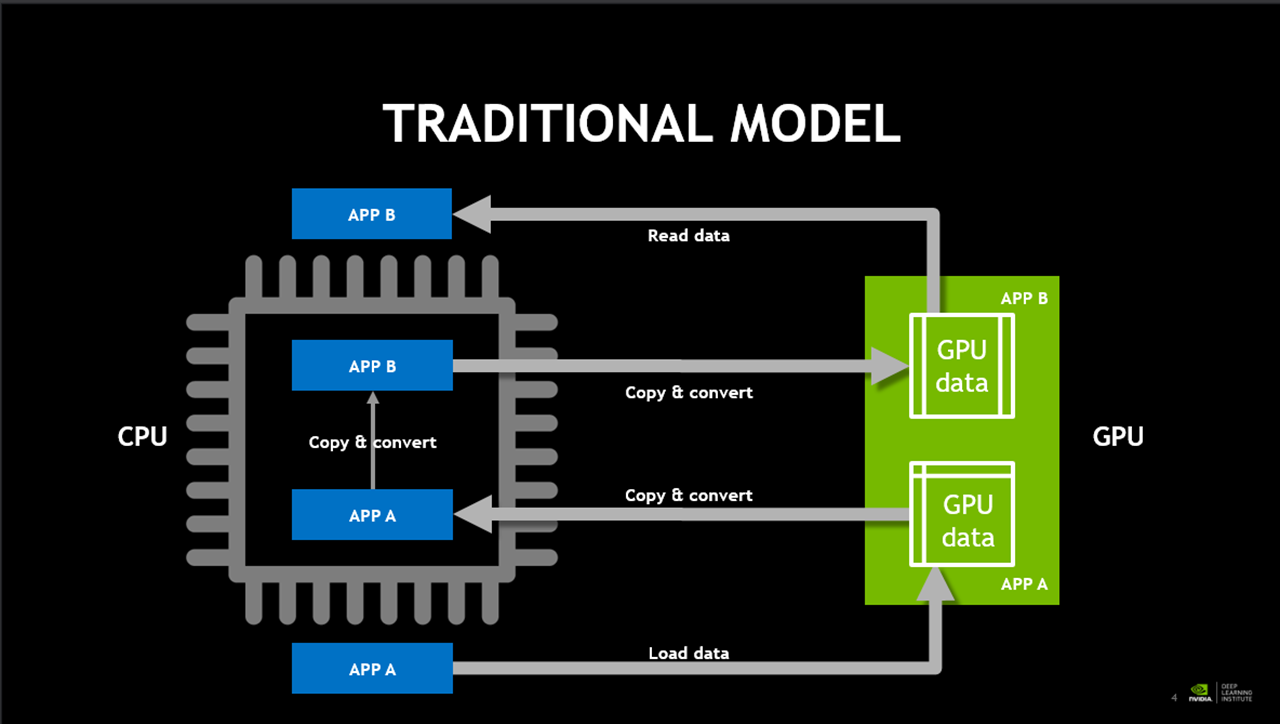 TRADITIONAL MODEL
APP B
Read data
APP B
GPU
data
APP B
Copy & convert
CPU
Copy & convert
GPU
Copy & convert
APP A
GPU
data
APP A
Load data
APP A
4
NVIDIA.
DEEP
LEARNING
INSTITUTE